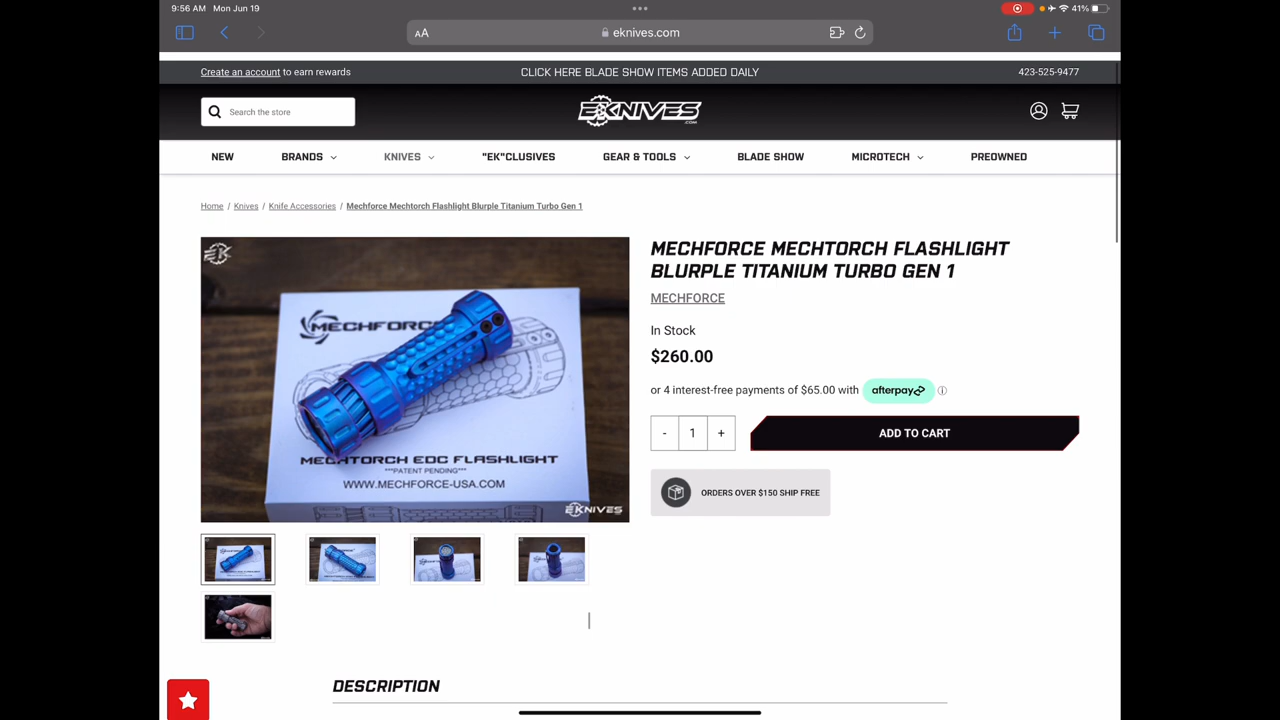 9:56 AM Mon Jun 19
41%
AA
eknives.com
Create an account to earn rewards
CLICK HERE BLADE SHOW ITEMS ADDED DAILY
423-525-9477
Search the store
EKNIVES
.COM
NEW
BRANDS
KNIVES
"EK"CLUSIVES
GEAR & TOOLS
BLADE SHOW
MICROTECH
PREOWNED
Home / Knives / Knife Accessories / Mechforce Mechtorch Flashlight Blurple Titanium Turbo Gen 1
EK
MECHFORCE
MECHTORCH EDC FLASHLIGHT
***PATENT PENDING***
WWW.MECHFORCE-USA.COM
EKNIVES
MECHFORCE MECHTORCH FLASHLIGHT
BLURPLE TITANIUM TURBO GEN 1
MECHFORCE
In Stock
$260.00
or 4 interest-free payments of $65.00 with afterpay
- 1 +
ADD TO CART
ORDERS OVER $150 SHIP FREE
DESCRIPTION